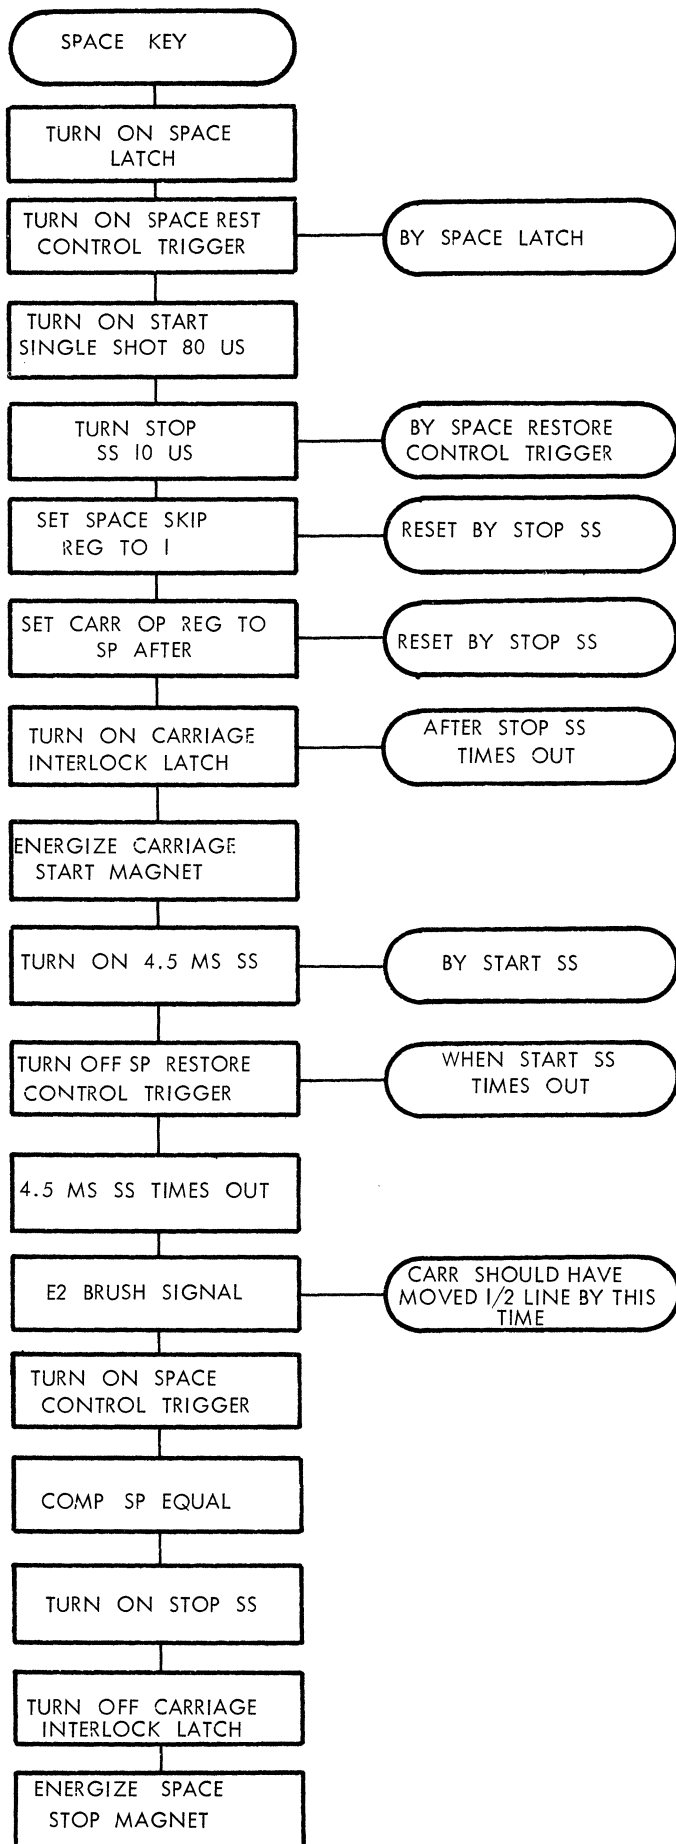 SPACE KEY
TURN ON SPACE
LATCH
TURN ON SPACE REST
CONTROL TRIGGER
BY SPACE LATCH
TURN ON START
SINGLE SHOT 80 US
TURN STOP
SS 10 US
BY SPACE RESTORE
CONTROL TRIGGER
SET SPACE SKIP
REG TO 1
RESET BY STOP SS
SET CARR OP REG TO
SP AFTER
RESET BY STOP SS
TURN ON CARRIAGE
INTERLOCK LATCH
AFTER STOP SS
TIMES OUT
ENERGIZE CARRIAGE
START MAGNET
TURN ON 4.5 MS SS
BY START SS
TURN OFF SP RESTORE
CONTROL TRIGGER
WHEN START SS
TIMES OUT
4.5 MS SS TIMES OUT
E2 BRUSH SIGNAL
CARR SHOULD HAVE
MOVED 1/2 LINE BY THIS
TIME
TURN ON SPACE
CONTROL TRIGGER
COMP SP EQUAL
TURN ON STOP SS
TURN OFF CARRIAGE
INTERLOCK LATCH
ENERGIZE SPACE
STOP MAGNET